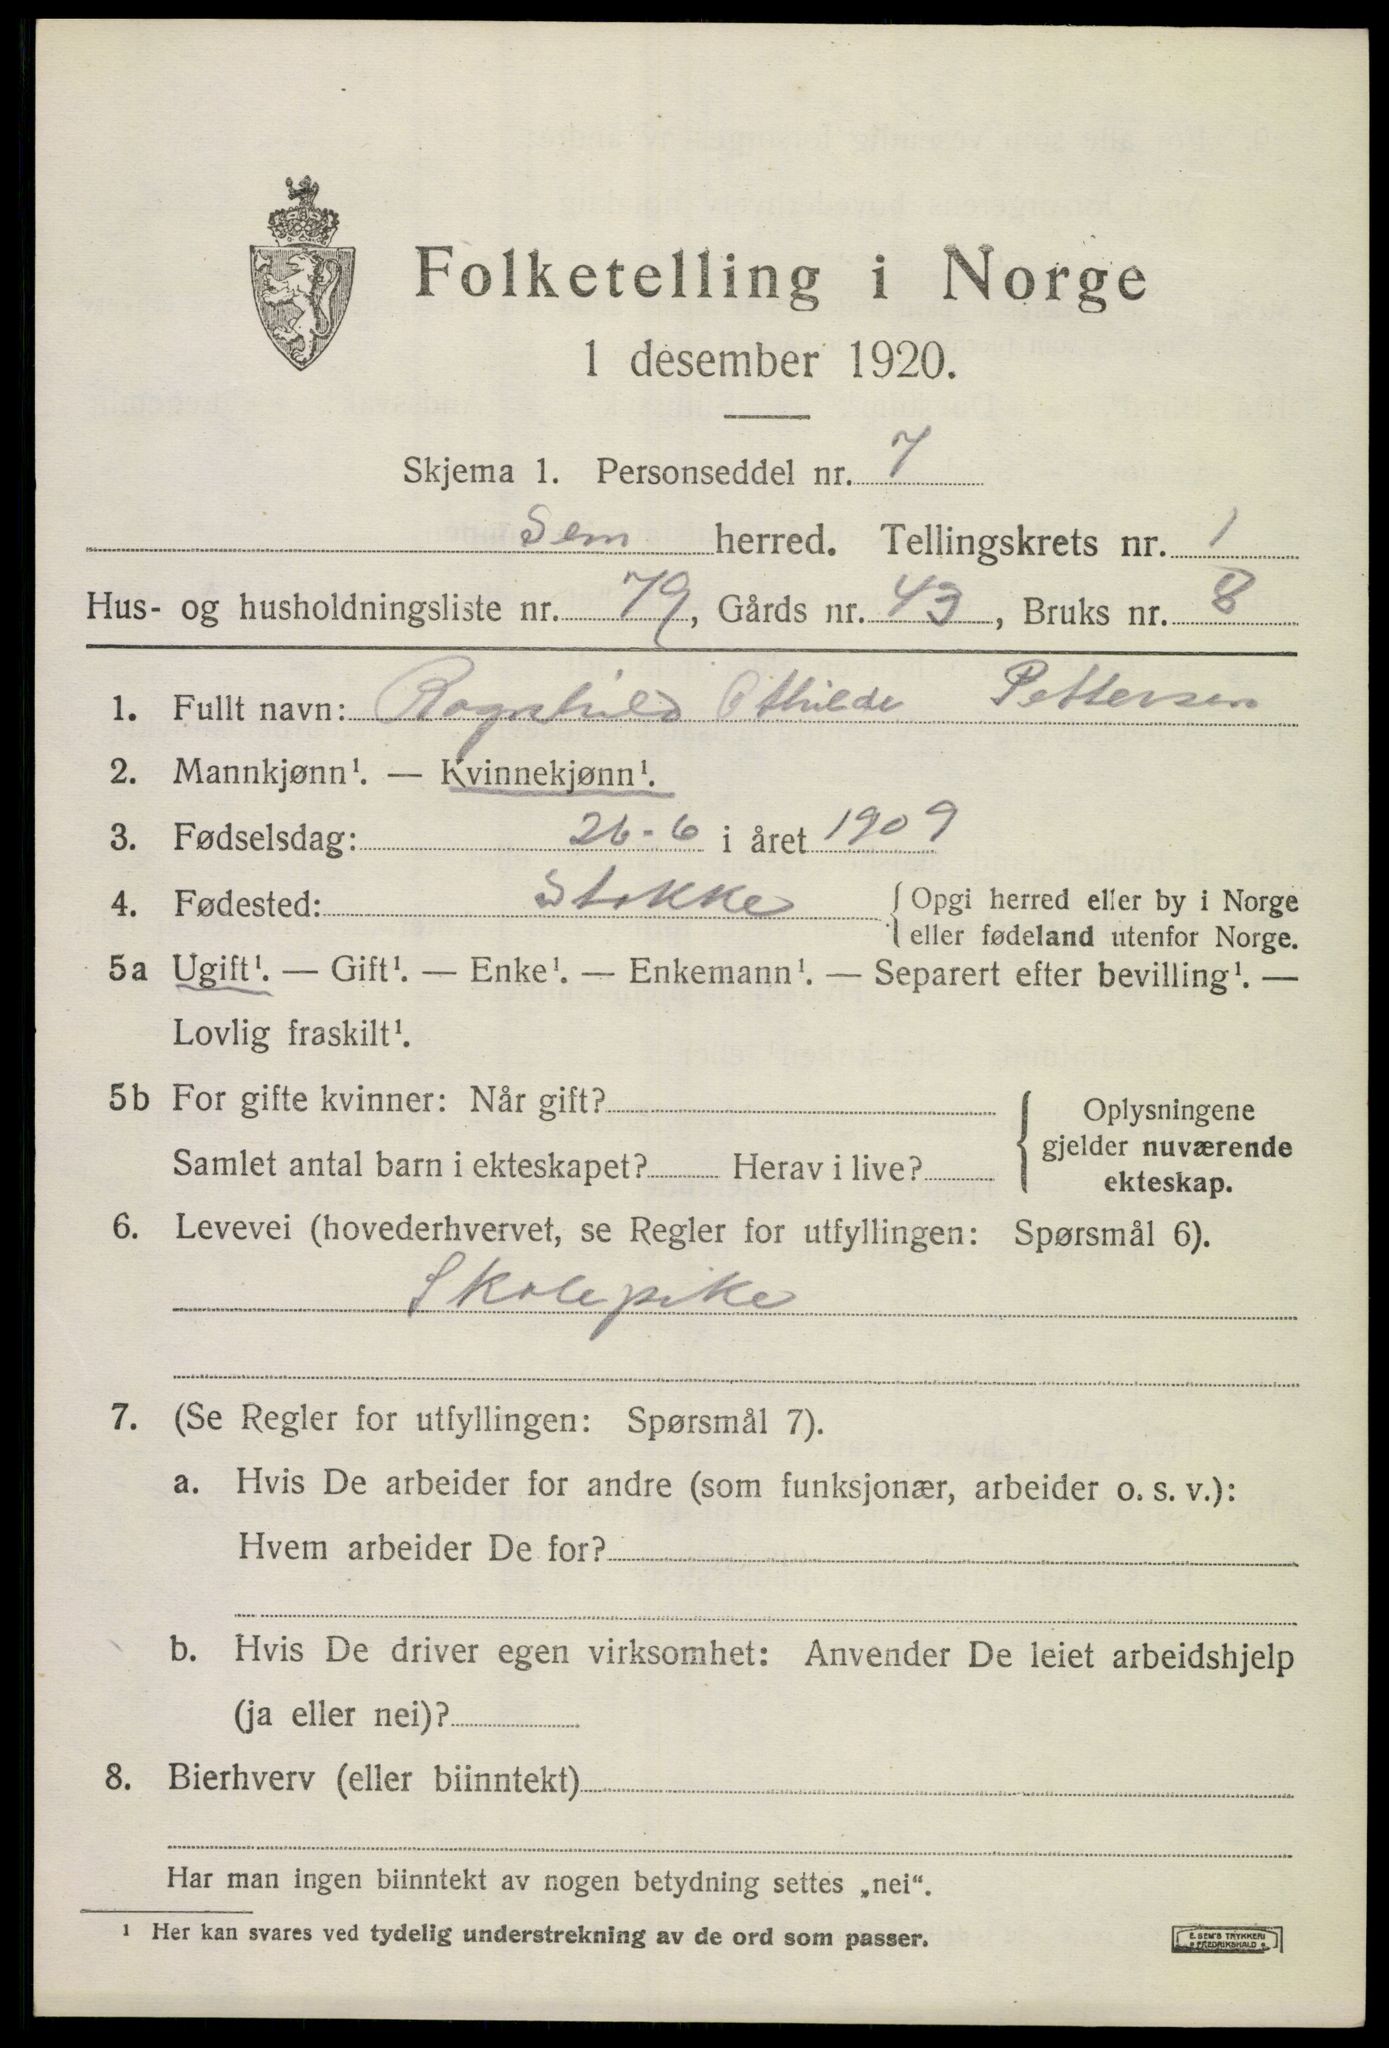 Folketelling i Norge
1 desember 1920.
Skjema 1. Personseddel nr. 7
Sem herred. Tellingskrets nr. 1
Hus- og husholdningsliste nr. 79, Gårds nr. 43, Bruks nr. 8
1. Fullt navn: Ragnhild Othilde Pettersen
2. Mannkjønn¹. — Kvinnekjønn¹.
3. Fødselsdag: 26-6 i året 1909
4. Fødested: Stokke { Opgi herred eller by i Norge
eller fødeland utenfor Norge.
5a Ugift¹. — Gift¹. — Enke¹. — Enkemann¹. — Separert efter bevilling¹. —
Lovlig fraskilt¹.
5b For gifte kvinner: Når gift?
Samlet antal barn i ekteskapet? Herav i live?
{ Oplysningene
gjelder nuværende
ekteskap.
6. Levevei (hovederhvervet, se Regler for utfyllingen: Spørsmål 6).
Skolepike
7. (Se Regler for utfyllingen: Spørsmål 7).
a. Hvis De arbeider for andre (som funksjonær, arbeider o. s. v.):
Hvem arbeider De for?
b. Hvis De driver egen virksomhet: Anvender De leiet arbeidshjelp
(ja eller nei)?
8. Bierhverv (eller biinntekt)
Har man ingen biinntekt av nogen betydning settes „nei“.
¹ Her kan svares ved tydelig understrekning av de ord som passer.
E. SEM'S TRYKKERI
FREDRIKSHALD